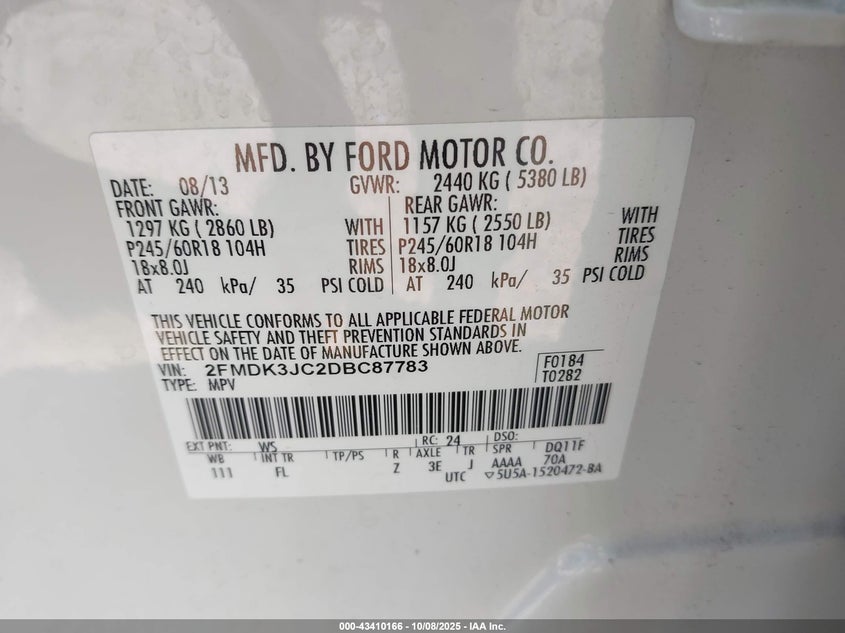 MFD. BY FORD MOTOR CO.
DATE: 08/13 GVWR: 2440 KG ( 5380 LB)
FRONT GAWR: REAR GAWR:
1297 KG ( 2860 LB) WITH 1157 KG ( 2550 LB) WITH
P245/60R18 104H TIRES P245/60R18 104H TIRES
18x8.0J RIMS 18x8.0J RIMS
AT 240 kPa/ 35 PSI COLD AT 240 kPa/ 35 PSI COLD
THIS VEHICLE CONFORMS TO ALL APPLICABLE FEDERAL MOTOR
VEHICLE SAFETY AND THEFT PREVENTION STANDARDS IN
EFFECT ON THE DATE OF MANUFACTURE SHOWN ABOVE.
VIN: 2FMDK3JC2DBC87783 F0184
TYPE: MPV T0282
EXT PNT: WS RC: 24 DSO:
WB INT TR TP/PS R AXLE TR SPR DQ11F
111 FL Z 3E J AAAA 70A
UTC ▽5U5A-1520472-BA
000-43410166 - 10/08/2025 - IAA Inc.